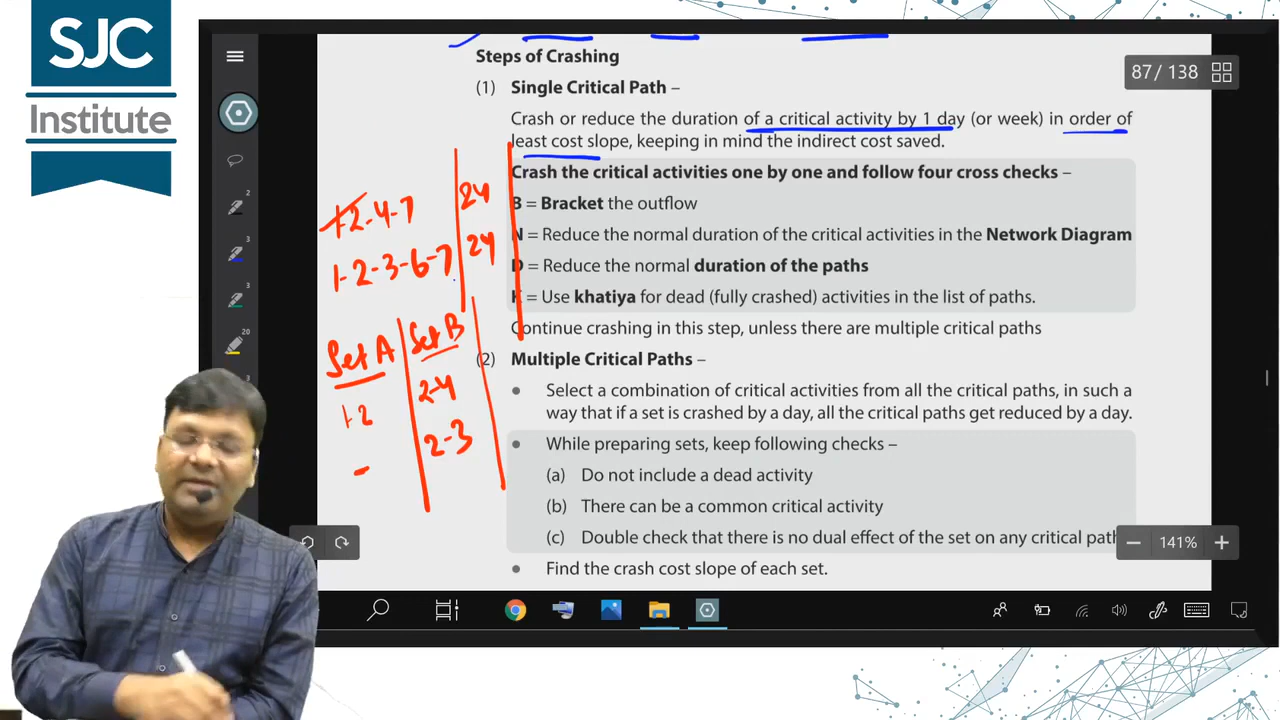 SJC
Institute
87 / 138
Steps of Crashing
(1) Single Critical Path –
Crash or reduce the duration of a critical activity by 1 day (or week) in order of
least cost slope, keeping in mind the indirect cost saved.
Crash the critical activities one by one and follow four cross checks –
B = Bracket the outflow
N = Reduce the normal duration of the critical activities in the Network Diagram
D = Reduce the normal duration of the paths
K = Use khatiya for dead (fully crashed) activities in the list of paths.
Continue crashing in this step, unless there are multiple critical paths
(2) Multiple Critical Paths –
• Select a combination of critical activities from all the critical paths, in such a
way that if a set is crashed by a day, all the critical paths get reduced by a day.
• While preparing sets, keep following checks –
(a) Do not include a dead activity
(b) There can be a common critical activity
(c) Double check that there is no dual effect of the set on any critical path
• Find the crash cost slope of each set.
1-2-4-7 24
1-2-3-6-7 24
Set A Set B
1-2 2-4
- 2-3
141%
2
3
3
20